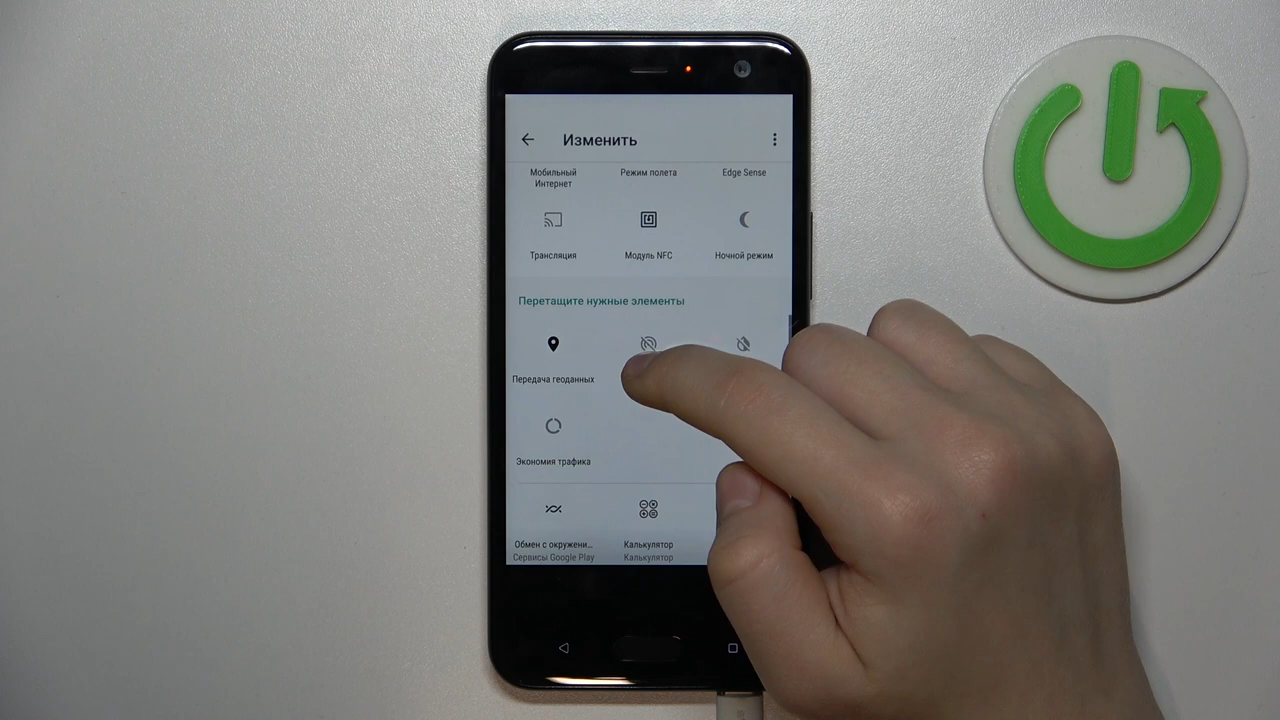 Изменить
Мобильный Интернет
Режим полета
Edge Sense
Трансляция
Модуль NFC
Ночной режим
Перетащите нужные элементы
Передача геоданных
Экономия трафика
Обмен с окружени...
Сервисы Google Play
Калькулятор
Калькулятор